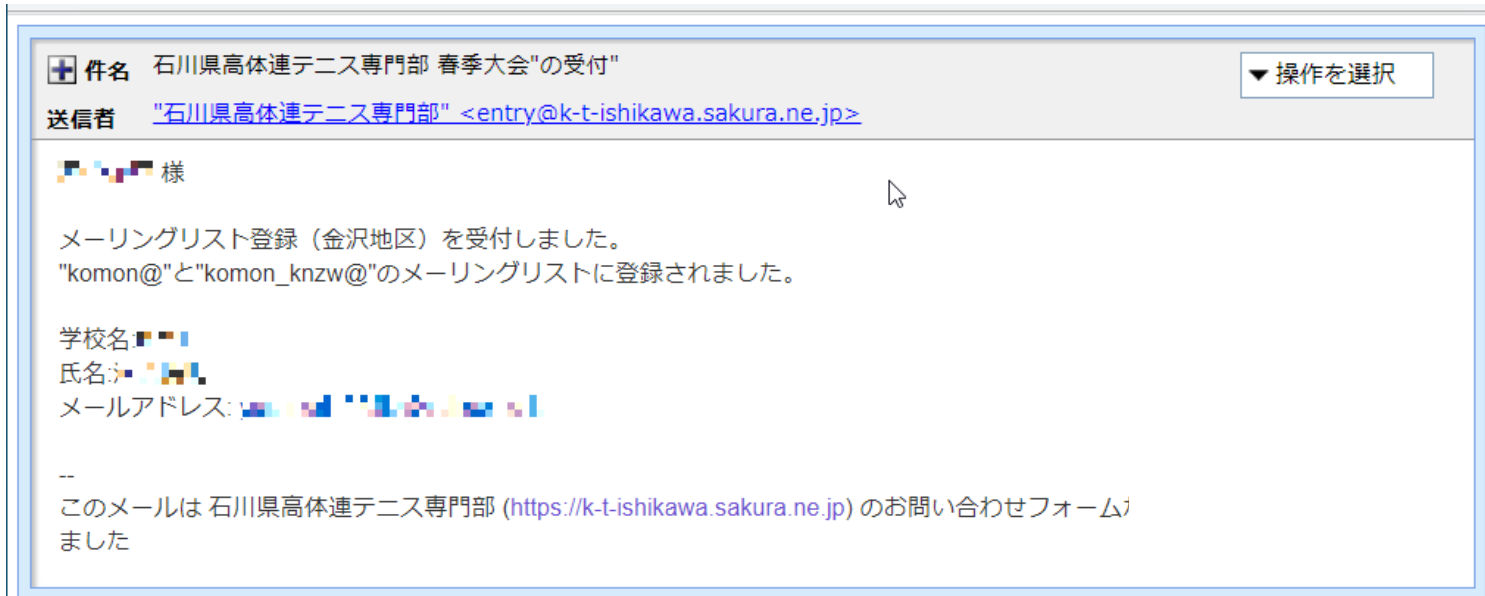 件名 石川県高体連テニス専門部 春季大会"の受付"
▼操作を選択
送信者 "石川県高体連テニス専門部" <entry@k-t-ishikawa.sakura.ne.jp>
様
メーリングリスト登録（金沢地区）を受付しました。
"komon@"と"komon_knzw@"のメーリングリストに登録されました。
学校名:
氏名:
メールアドレス:
--
このメールは 石川県高体連テニス専門部 (https://k-t-ishikawa.sakura.ne.jp) のお問い合わせフォーム
ました